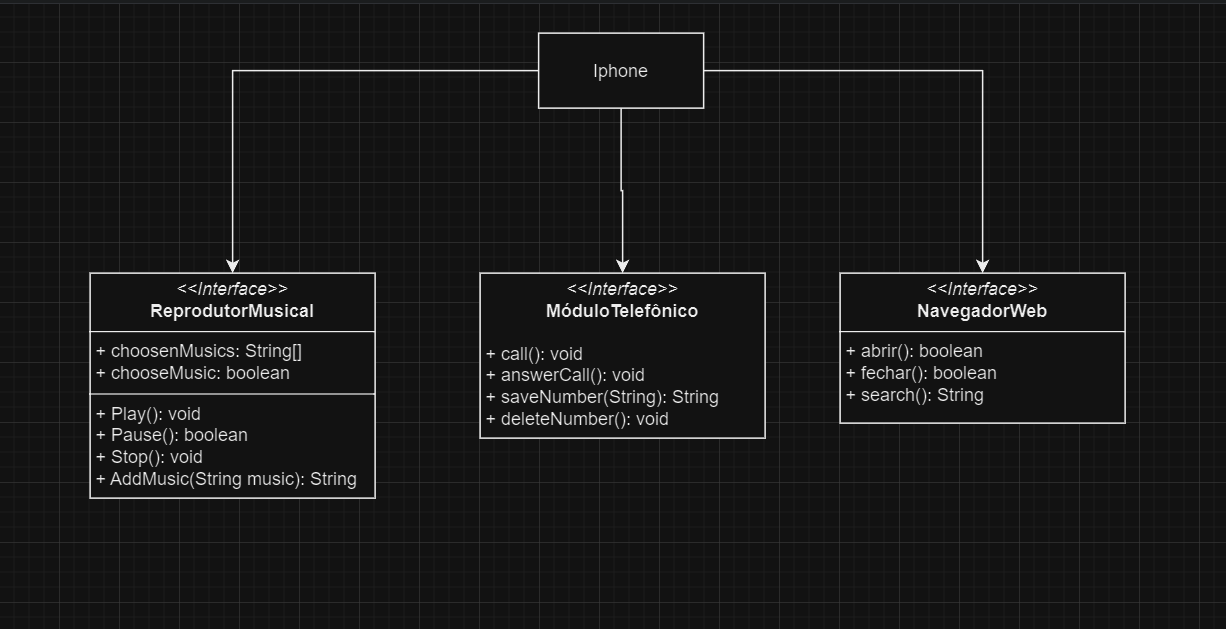 Iphone
<<Interface>>
ReprodutorMusical
+ choosenMusics: String[]
+ chooseMusic: boolean
+ Play(): void
+ Pause(): boolean
+ Stop(): void
+ AddMusic(String music): String
<<Interface>>
MóduloTelefônico
+ call(): void
+ answerCall(): void
+ saveNumber(String): String
+ deleteNumber(): void
<<Interface>>
NavegadorWeb
+ abrir(): boolean
+ fechar(): boolean
+ search(): String